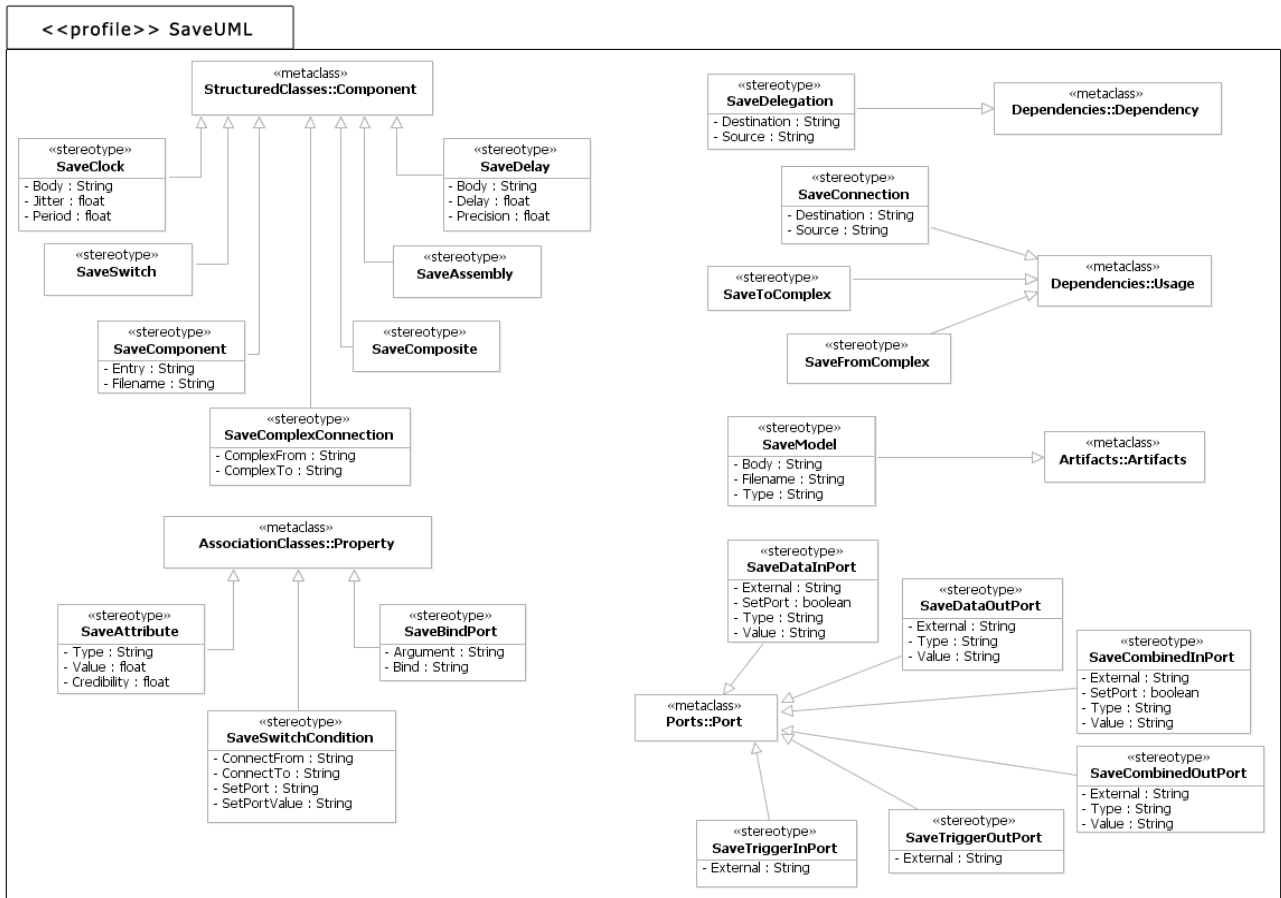 <<profile>> SaveUML
«metaclass»
StructuredClasses::Component
«stereotype»
SaveClock
- Body : String
- Jitter : float
- Period : float
«stereotype»
SaveDelay
- Body : String
- Delay : float
- Precision : float
«stereotype»
SaveSwitch
«stereotype»
SaveAssembly
«stereotype»
SaveComponent
- Entry : String
- Filename : String
«stereotype»
SaveComposite
«stereotype»
SaveComplexConnection
- ComplexFrom : String
- ComplexTo : String
«metaclass»
AssociationClasses::Property
«stereotype»
SaveAttribute
- Type : String
- Value : float
- Credibility : float
«stereotype»
SaveBindPort
- Argument : String
- Bind : String
«stereotype»
SaveSwitchCondition
- ConnectFrom : String
- ConnectTo : String
- SetPort : String
- SetPortValue : String
«stereotype»
SaveDelegation
- Destination : String
- Source : String
«metaclass»
Dependencies::Dependency
«stereotype»
SaveConnection
- Destination : String
- Source : String
«stereotype»
SaveToComplex
«metaclass»
Dependencies::Usage
«stereotype»
SaveFromComplex
«stereotype»
SaveModel
- Body : String
- Filename : String
- Type : String
«metaclass»
Artifacts::Artifacts
«stereotype»
SaveDataInPort
- External : String
- SetPort : boolean
- Type : String
- Value : String
«stereotype»
SaveDataOutPort
- External : String
- Type : String
- Value : String
«stereotype»
SaveCombinedInPort
- External : String
- SetPort : boolean
- Type : String
- Value : String
«metaclass»
Ports::Port
«stereotype»
SaveCombinedOutPort
- External : String
- Type : String
- Value : String
«stereotype»
SaveTriggerInPort
- External : String
«stereotype»
SaveTriggerOutPort
- External : String